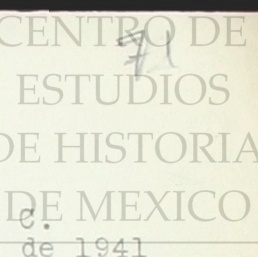 CENTRO DE
71
ESTUDIOS
DE HISTORIA
DE MEXICO
C.
de 1941